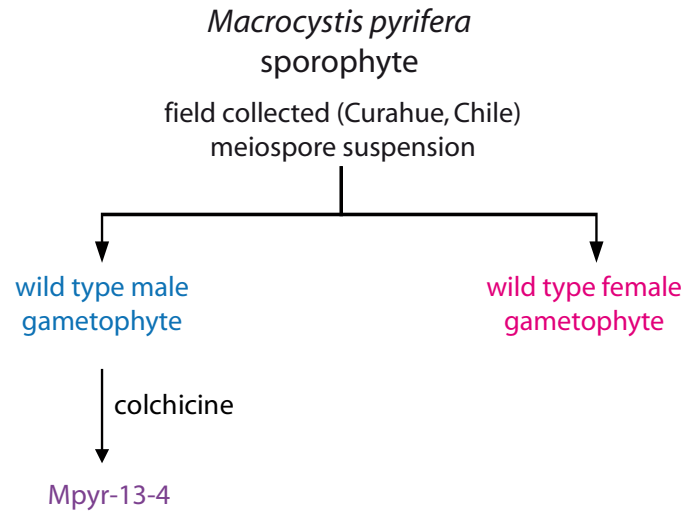 Macrocystis pyrifera
sporophyte
field collected (Curahue, Chile)
meiospore suspension
wild type male
gametophyte
wild type female
gametophyte
colchicine
Mpyr-13-4